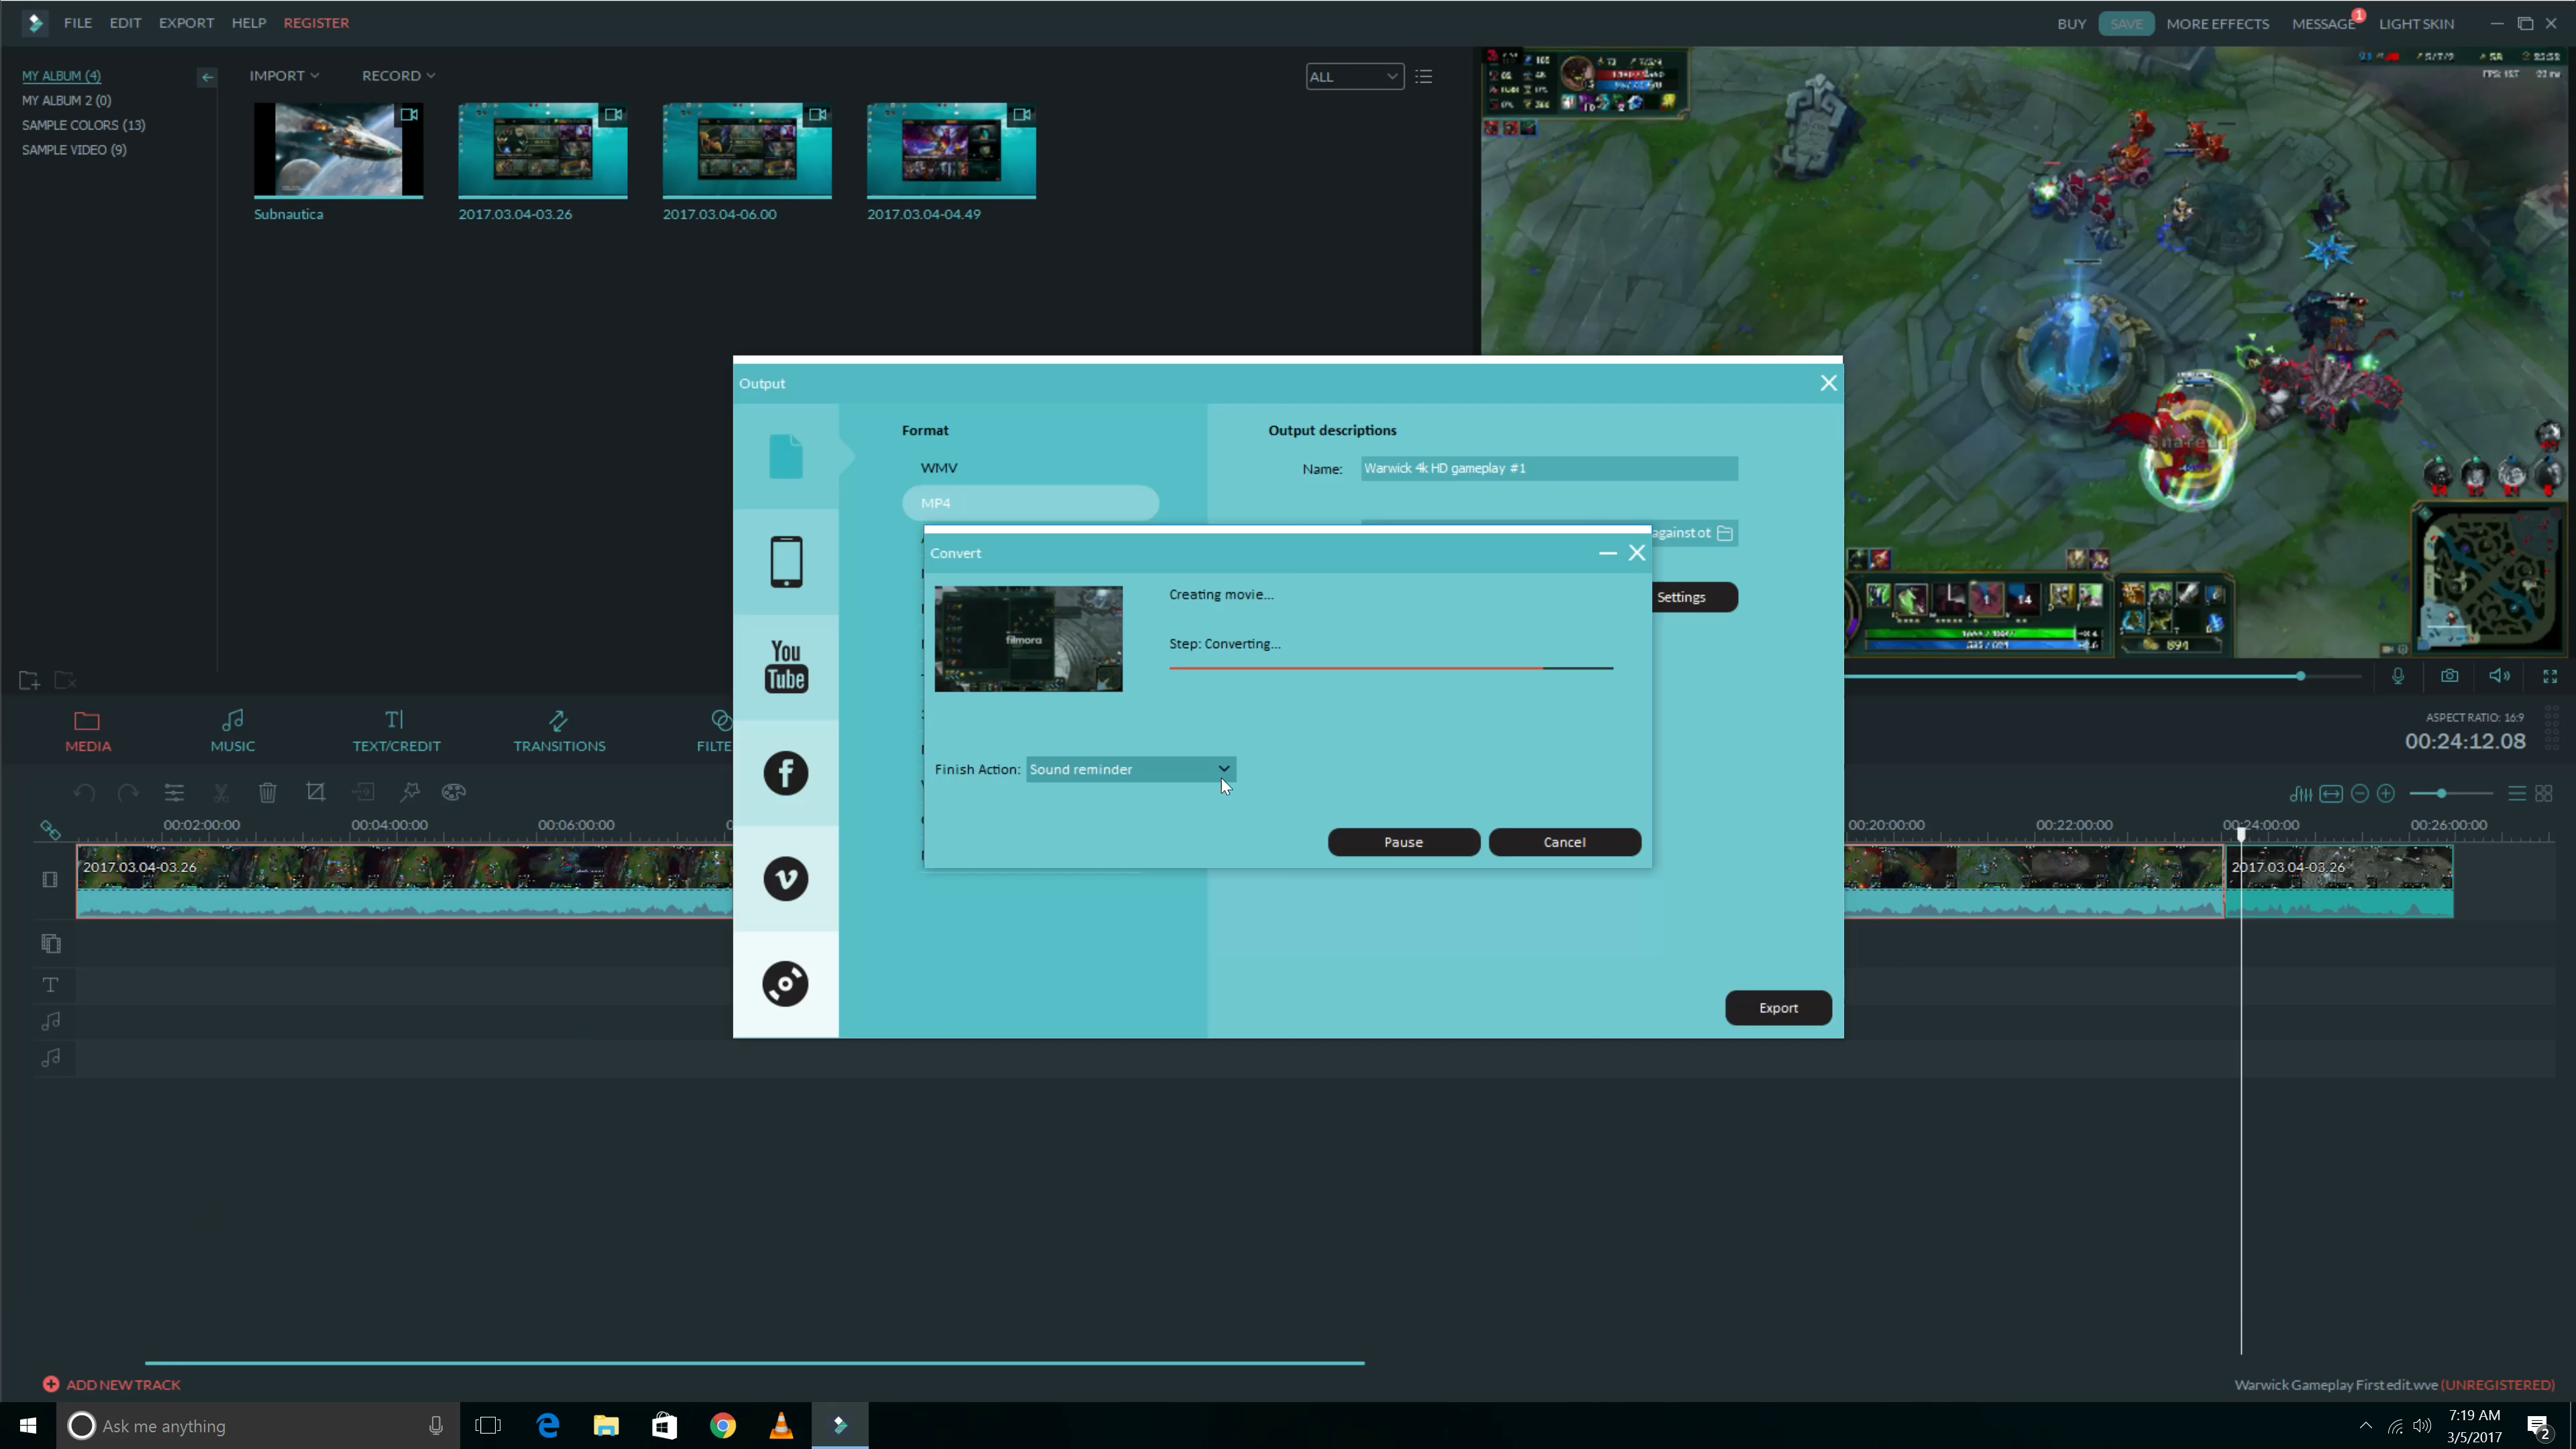 FILE EDIT EXPORT HELP REGISTER
BUY SAVE MORE EFFECTS MESSAGE 1 LIGHT SKIN
MY ALBUM (4)
MY ALBUM 2 (0)
SAMPLE COLORS (13)
SAMPLE VIDEO (9)
IMPORT RECORD ALL
Subnautica 2017.03.04-03.26 2017.03.04-06.00 2017.03.04-04.49
Output
Format
WMV
MP4
Output descriptions
Name: Warwick 4k HD gameplay #1
against ot
Settings
Convert
Creating movie...
filmora
Step: Converting...
Finish Action: Sound reminder
Pause Cancel
You
Tube
Export
MEDIA MUSIC TEXT/CREDIT TRANSITIONS FILTE
ASPECT RATIO: 16:9
00:24:12.08
00:02:00:00 00:04:00:00 00:06:00:00 00:20:00:00 00:22:00:00 00:24:00:00 00:26:00:00
2017.03.04-03.26 2017.03.04-03.26
ADD NEW TRACK
Warwick Gameplay First edit.wve (UNREGISTERED)
Ask me anything
7:19 AM
3/5/2017
2